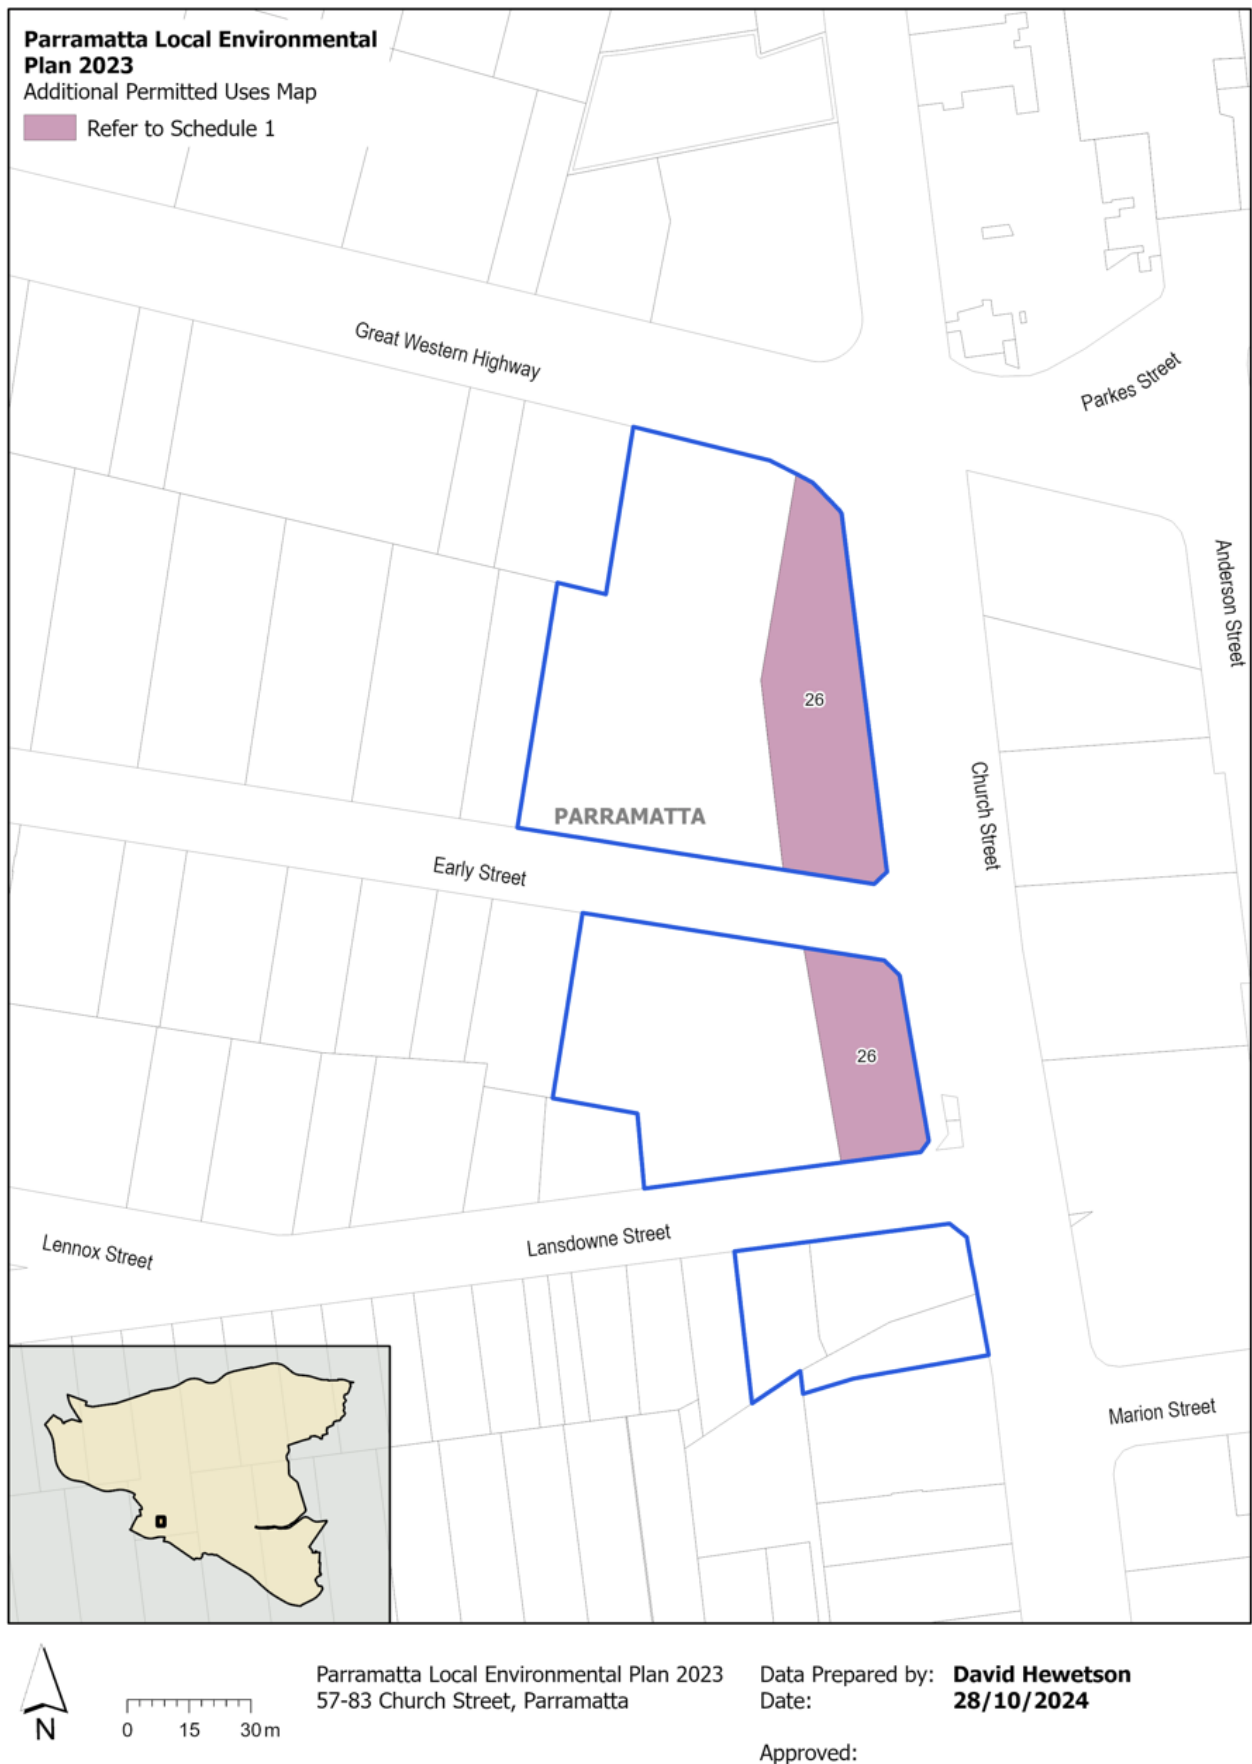 Parramatta Local Environmental
Plan 2023
Additional Permitted Uses Map
Refer to Schedule 1
Great Western Highway
Parkes Street
Anderson Street
26
Church Street
PARRAMATTA
Early Street
26
Lennox Street
Lansdowne Street
Marion Street
N
0 15 30 m
Parramatta Local Environmental Plan 2023
57-83 Church Street, Parramatta
Data Prepared by: David Hewetson
Date: 28/10/2024
Approved: